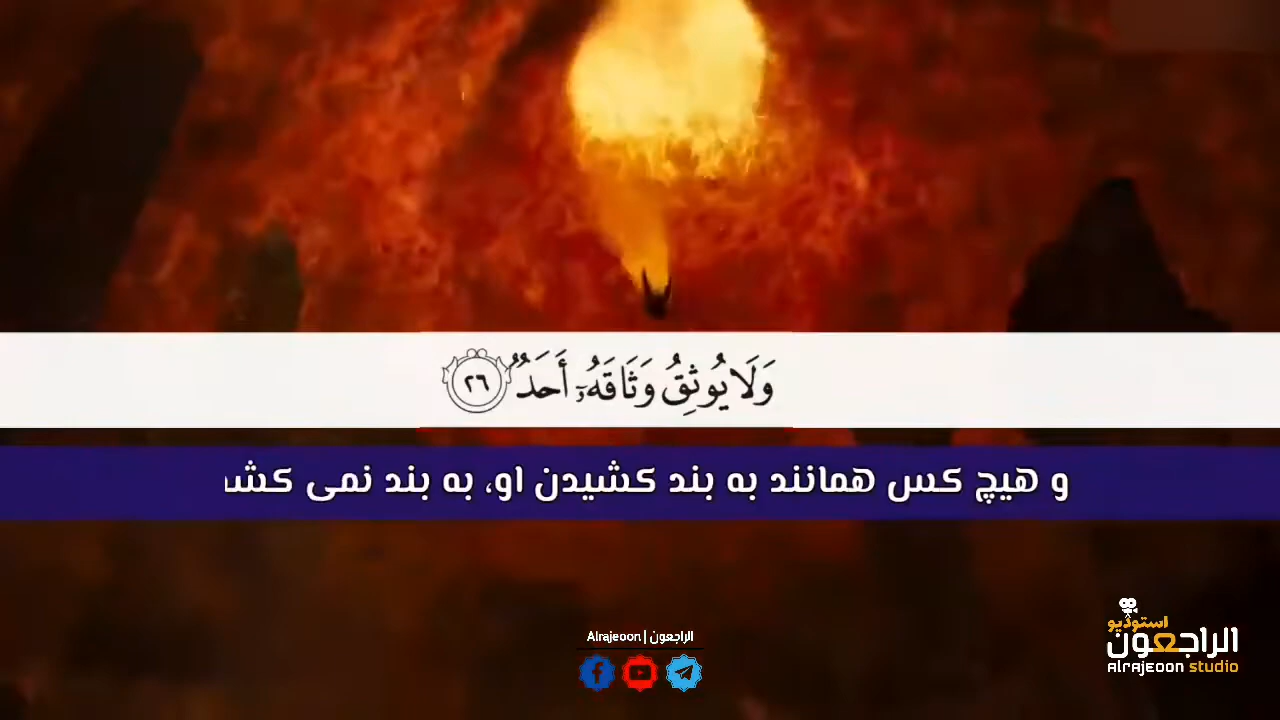 وَلَا يُوثِقُ وَثَاقَهُۥٓ أَحَدٌ ٢٦
و هیچ کس همانند به بند کشیدن او، به بند نمی کشد
Alrajeoon | الراجعون
استوديو
الراجعون
Alrajeoon studio